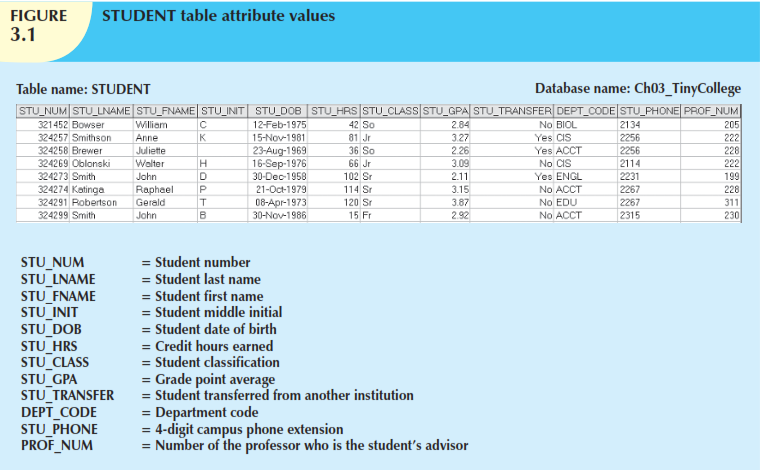 FIGURE
3.1
STUDENT table attribute values
Table name: STUDENT
Database name: Ch03_TinyCollege
STU_NUM STU_LNAME STU_FNAME STU_INIT STU_DOB STU_HRS STU_CLASS STU_GPA STU_TRANSFER DEPT_CODE STU_PHONE PROF_NUM
321452 Bowser William C 12-Feb-1975 42 So 2.84 No BIOL 2134 205
324257 Smithson Anne K 15-Nov-1981 81 Jr 3.27 Yes CIS 2256 222
324258 Brewer Juliette 23-Aug-1969 36 So 2.26 Yes ACCT 2256 228
324269 Oblonski Walter H 16-Sep-1976 66 Jr 3.09 No CIS 2114 222
324273 Smith John D 30-Dec-1958 102 Sr 2.11 Yes ENGL 2231 199
324274 Katinga Raphael P 21-Oct-1979 114 Sr 3.15 No ACCT 2267 228
324291 Robertson Gerald T 08-Apr-1973 120 Sr 3.87 No EDU 2267 311
324299 Smith John B 30-Nov-1986 15 Fr 2.92 No ACCT 2315 230
STU_NUM = Student number
STU_LNAME = Student last name
STU_FNAME = Student first name
STU_INIT = Student middle initial
STU_DOB = Student date of birth
STU_HRS = Credit hours earned
STU_CLASS = Student classification
STU_GPA = Grade point average
STU_TRANSFER = Student transferred from another institution
DEPT_CODE = Department code
STU_PHONE = 4-digit campus phone extension
PROF_NUM = Number of the professor who is the student's advisor